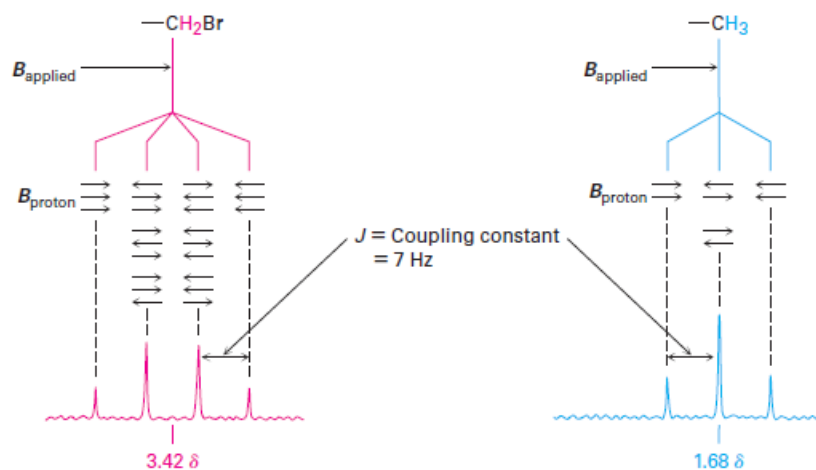 —CH2Br
Bapplied
Bproton
3.42 δ
J = Coupling constant
= 7 Hz
—CH3
Bapplied
Bproton
1.68 δ